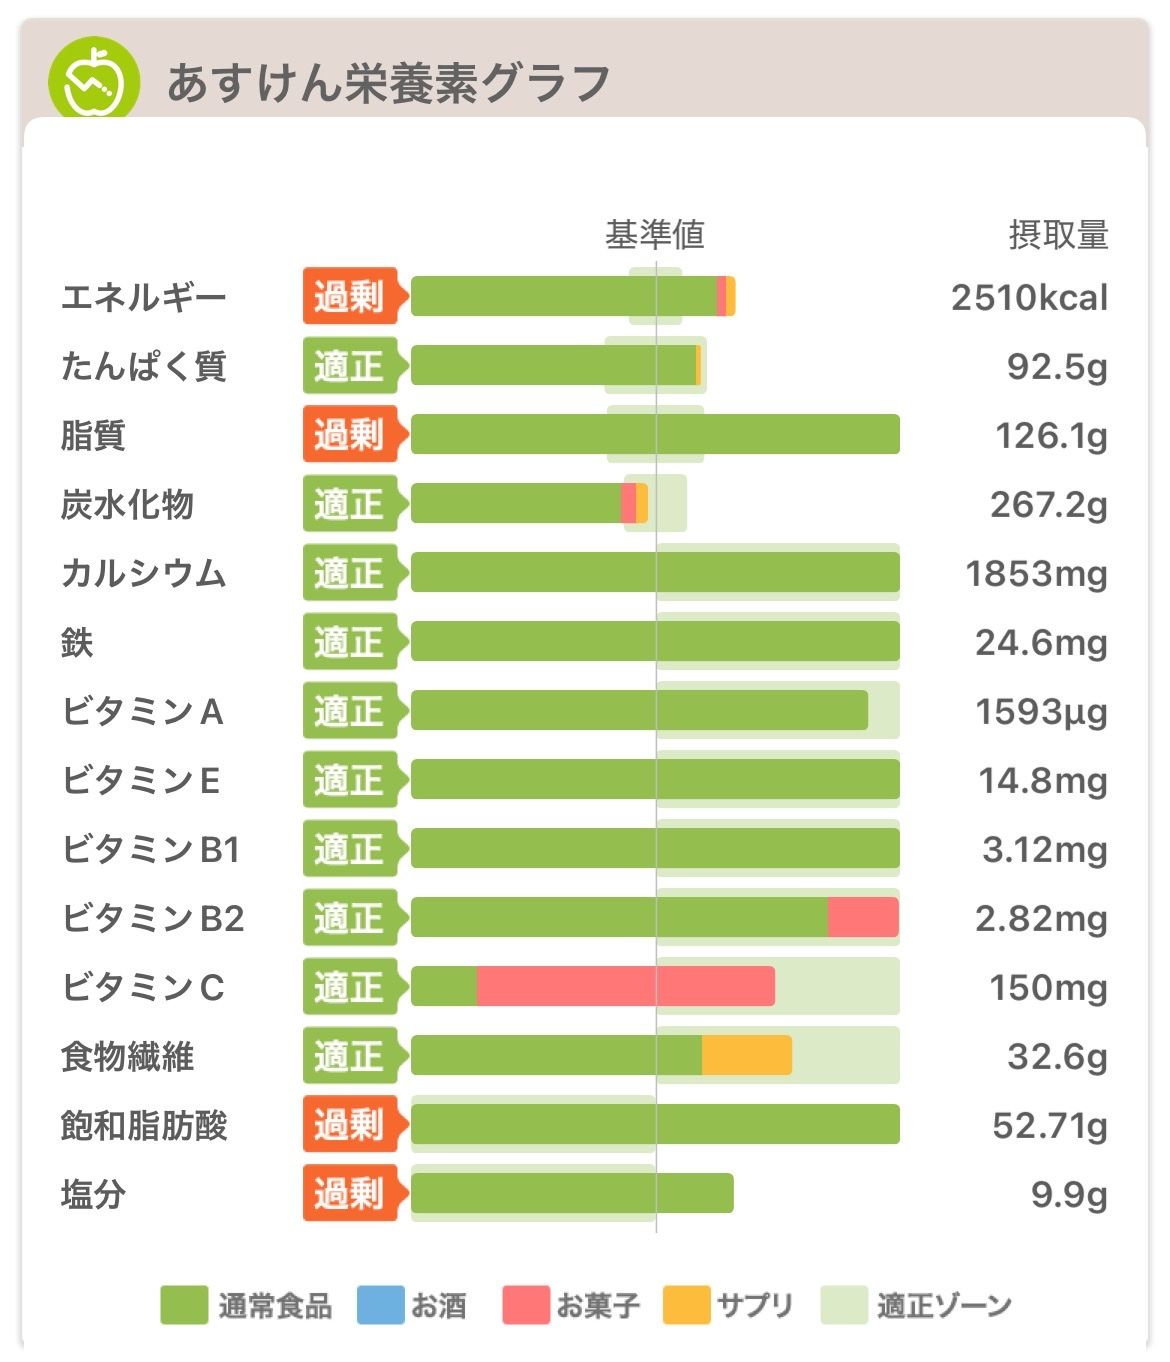 あすけん栄養素グラフ
基準値 摂取量
エネルギー 過剰 2510kcal
たんぱく質 適正 92.5g
脂質 過剰 126.1g
炭水化物 適正 267.2g
カルシウム 適正 1853mg
鉄 適正 24.6mg
ビタミンA 適正 1593μg
ビタミンE 適正 14.8mg
ビタミンB1 適正 3.12mg
ビタミンB2 適正 2.82mg
ビタミンC 適正 150mg
食物繊維 適正 32.6g
飽和脂肪酸 過剰 52.71g
塩分 過剰 9.9g
通常食品 お酒 お菓子 サプリ 適正ゾーン